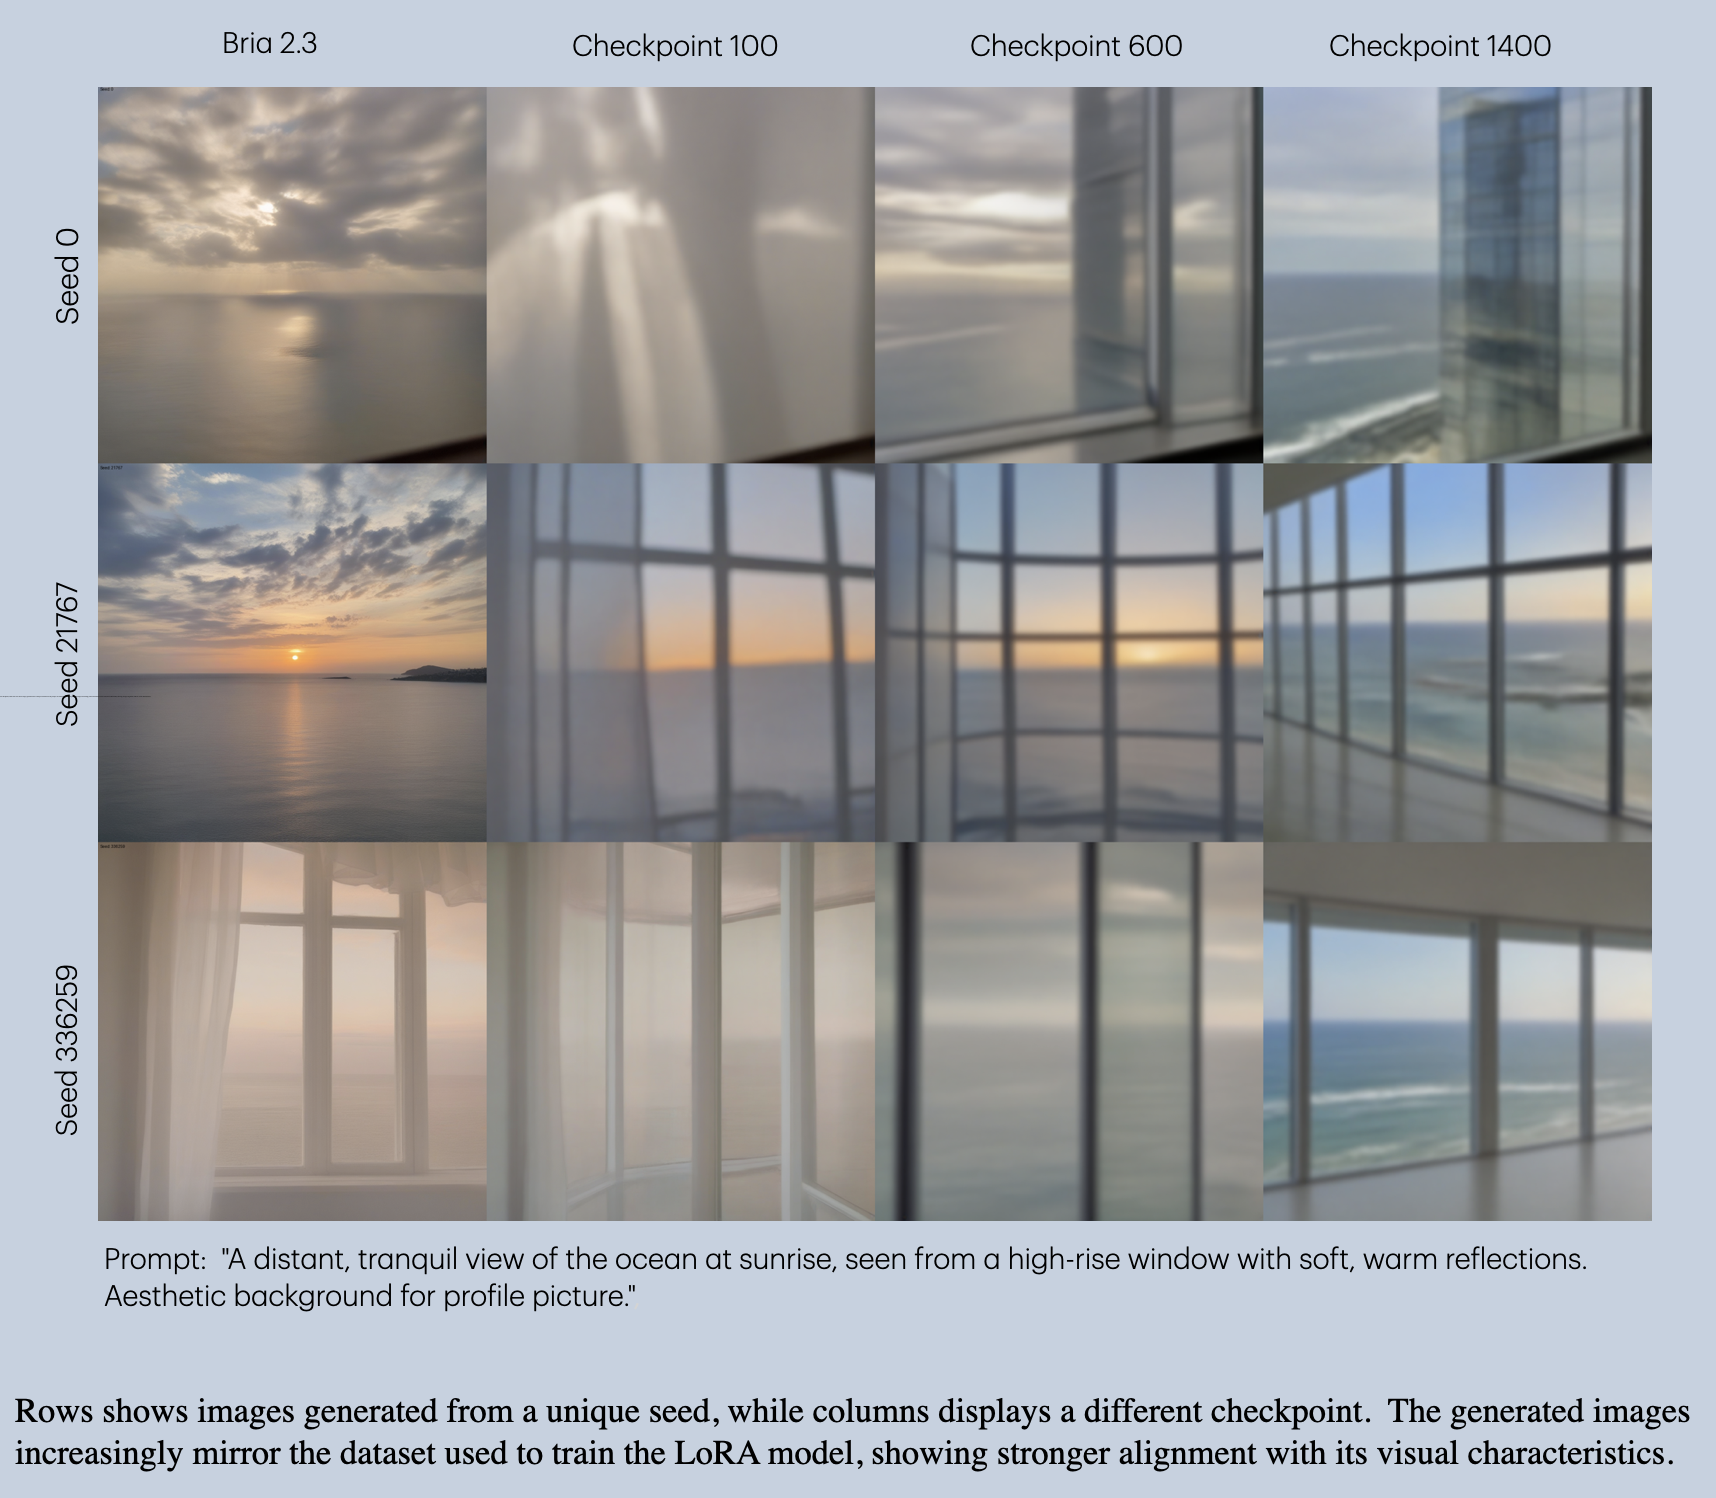 Bria 2.3
Checkpoint 100
Checkpoint 600
Checkpoint 1400
Seed 0
Seed 21767
Seed 336259
Prompt:  "A distant, tranquil view of the ocean at sunrise, seen from a high-rise window with soft, warm reflections.
Aesthetic background for profile picture."
Rows shows images generated from a unique seed, while columns displays a different checkpoint.  The generated images
increasingly mirror the dataset used to train the LoRA model, showing stronger alignment with its visual characteristics.